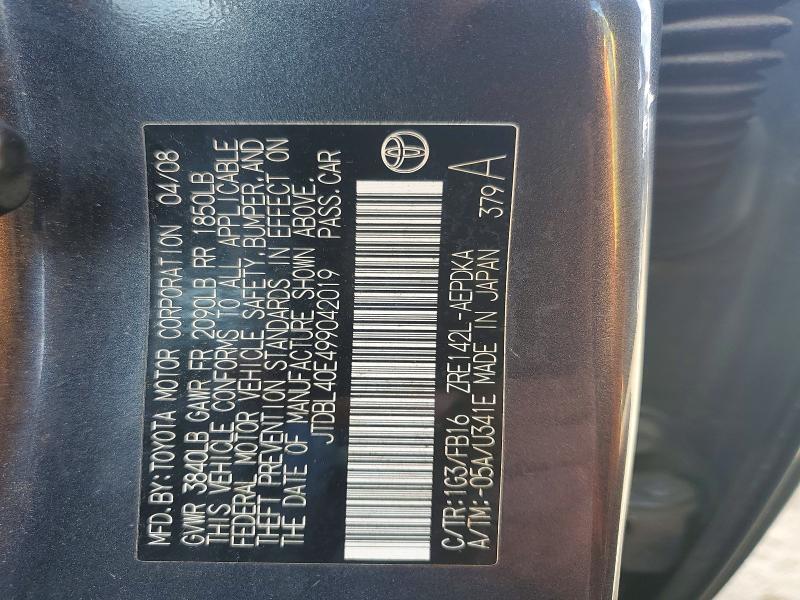 MFD. BY: TOYOTA MOTOR CORPORATION 04/08
GVWR 3840LB GAWR FR 2090LB RR 1850LB
THIS VEHICLE CONFORMS TO ALL APPLICABLE
FEDERAL MOTOR VEHICLE SAFETY, BUMPER, AND
THEFT PREVENTION STANDARDS IN EFFECT ON
THE DATE OF MANUFACTURE SHOWN ABOVE.
JTDBL40E499042019 PASS. CAR
C/TR: 1G3/FB16 ZRE142L-AEPDKA
A/TM: -05A/U341E MADE IN JAPAN 379 A